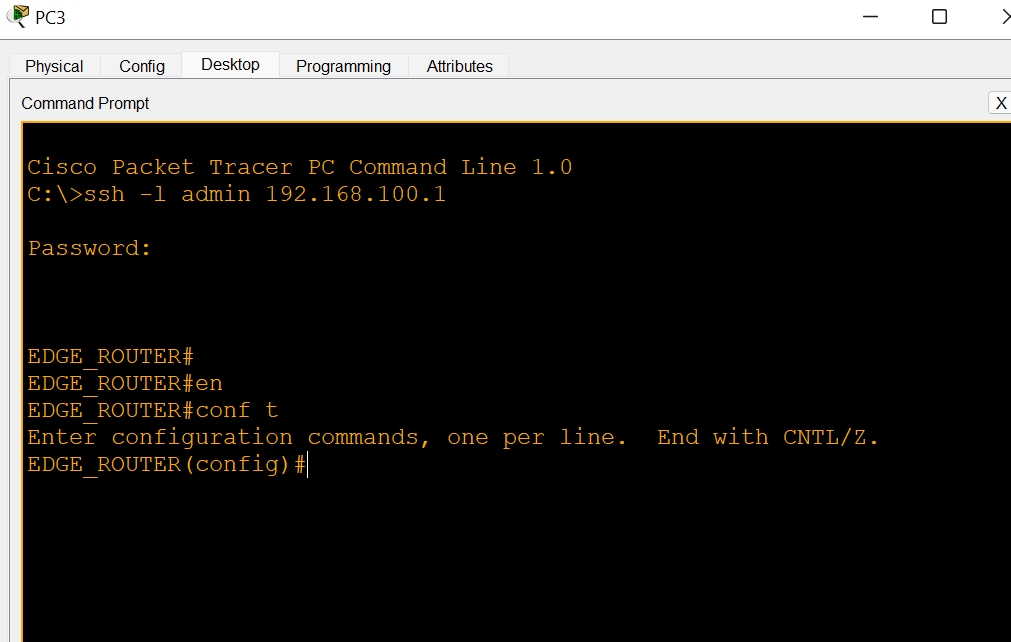 PC3
Physical Config Desktop Programming Attributes
Command Prompt X
Cisco Packet Tracer PC Command Line 1.0
C:\>ssh -l admin 192.168.100.1
Password:
EDGE_ROUTER#
EDGE_ROUTER#en
EDGE_ROUTER#conf t
Enter configuration commands, one per line.  End with CNTL/Z.
EDGE_ROUTER(config)#